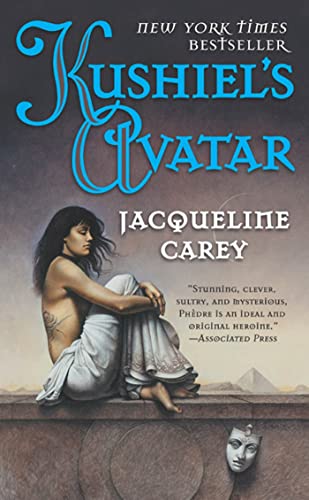 NEW YORK TIMES
BESTSELLER
KUSHIEL'S
AVATAR
JACQUELINE
CAREY
"STUNNING, CLEVER,
SULTRY, AND MYSTERIOUS,
PHÈDRE IS AN IDEAL AND
ORIGINAL HEROINE."
—ASSOCIATED PRESS